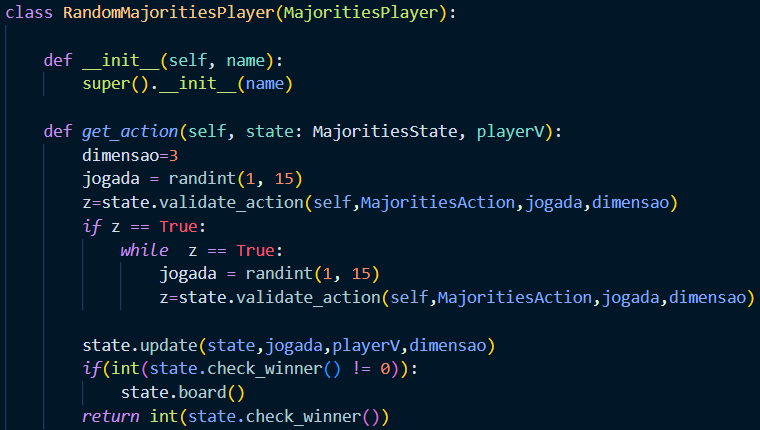 class RandomMajoritiesPlayer(MajoritiesPlayer):
def __init__(self, name):
super().__init__(name)
def get_action(self, state: MajoritiesState, playerV):
dimensao=3
jogada = randint(1, 15)
z=state.validate_action(self,MajoritiesAction,jogada,dimensao)
if z == True:
while  z == True:
jogada = randint(1, 15)
z=state.validate_action(self,MajoritiesAction,jogada,dimensao)
state.update(state,jogada,playerV,dimensao)
if(int(state.check_winner() != 0)):
state.board()
return int(state.check_winner())